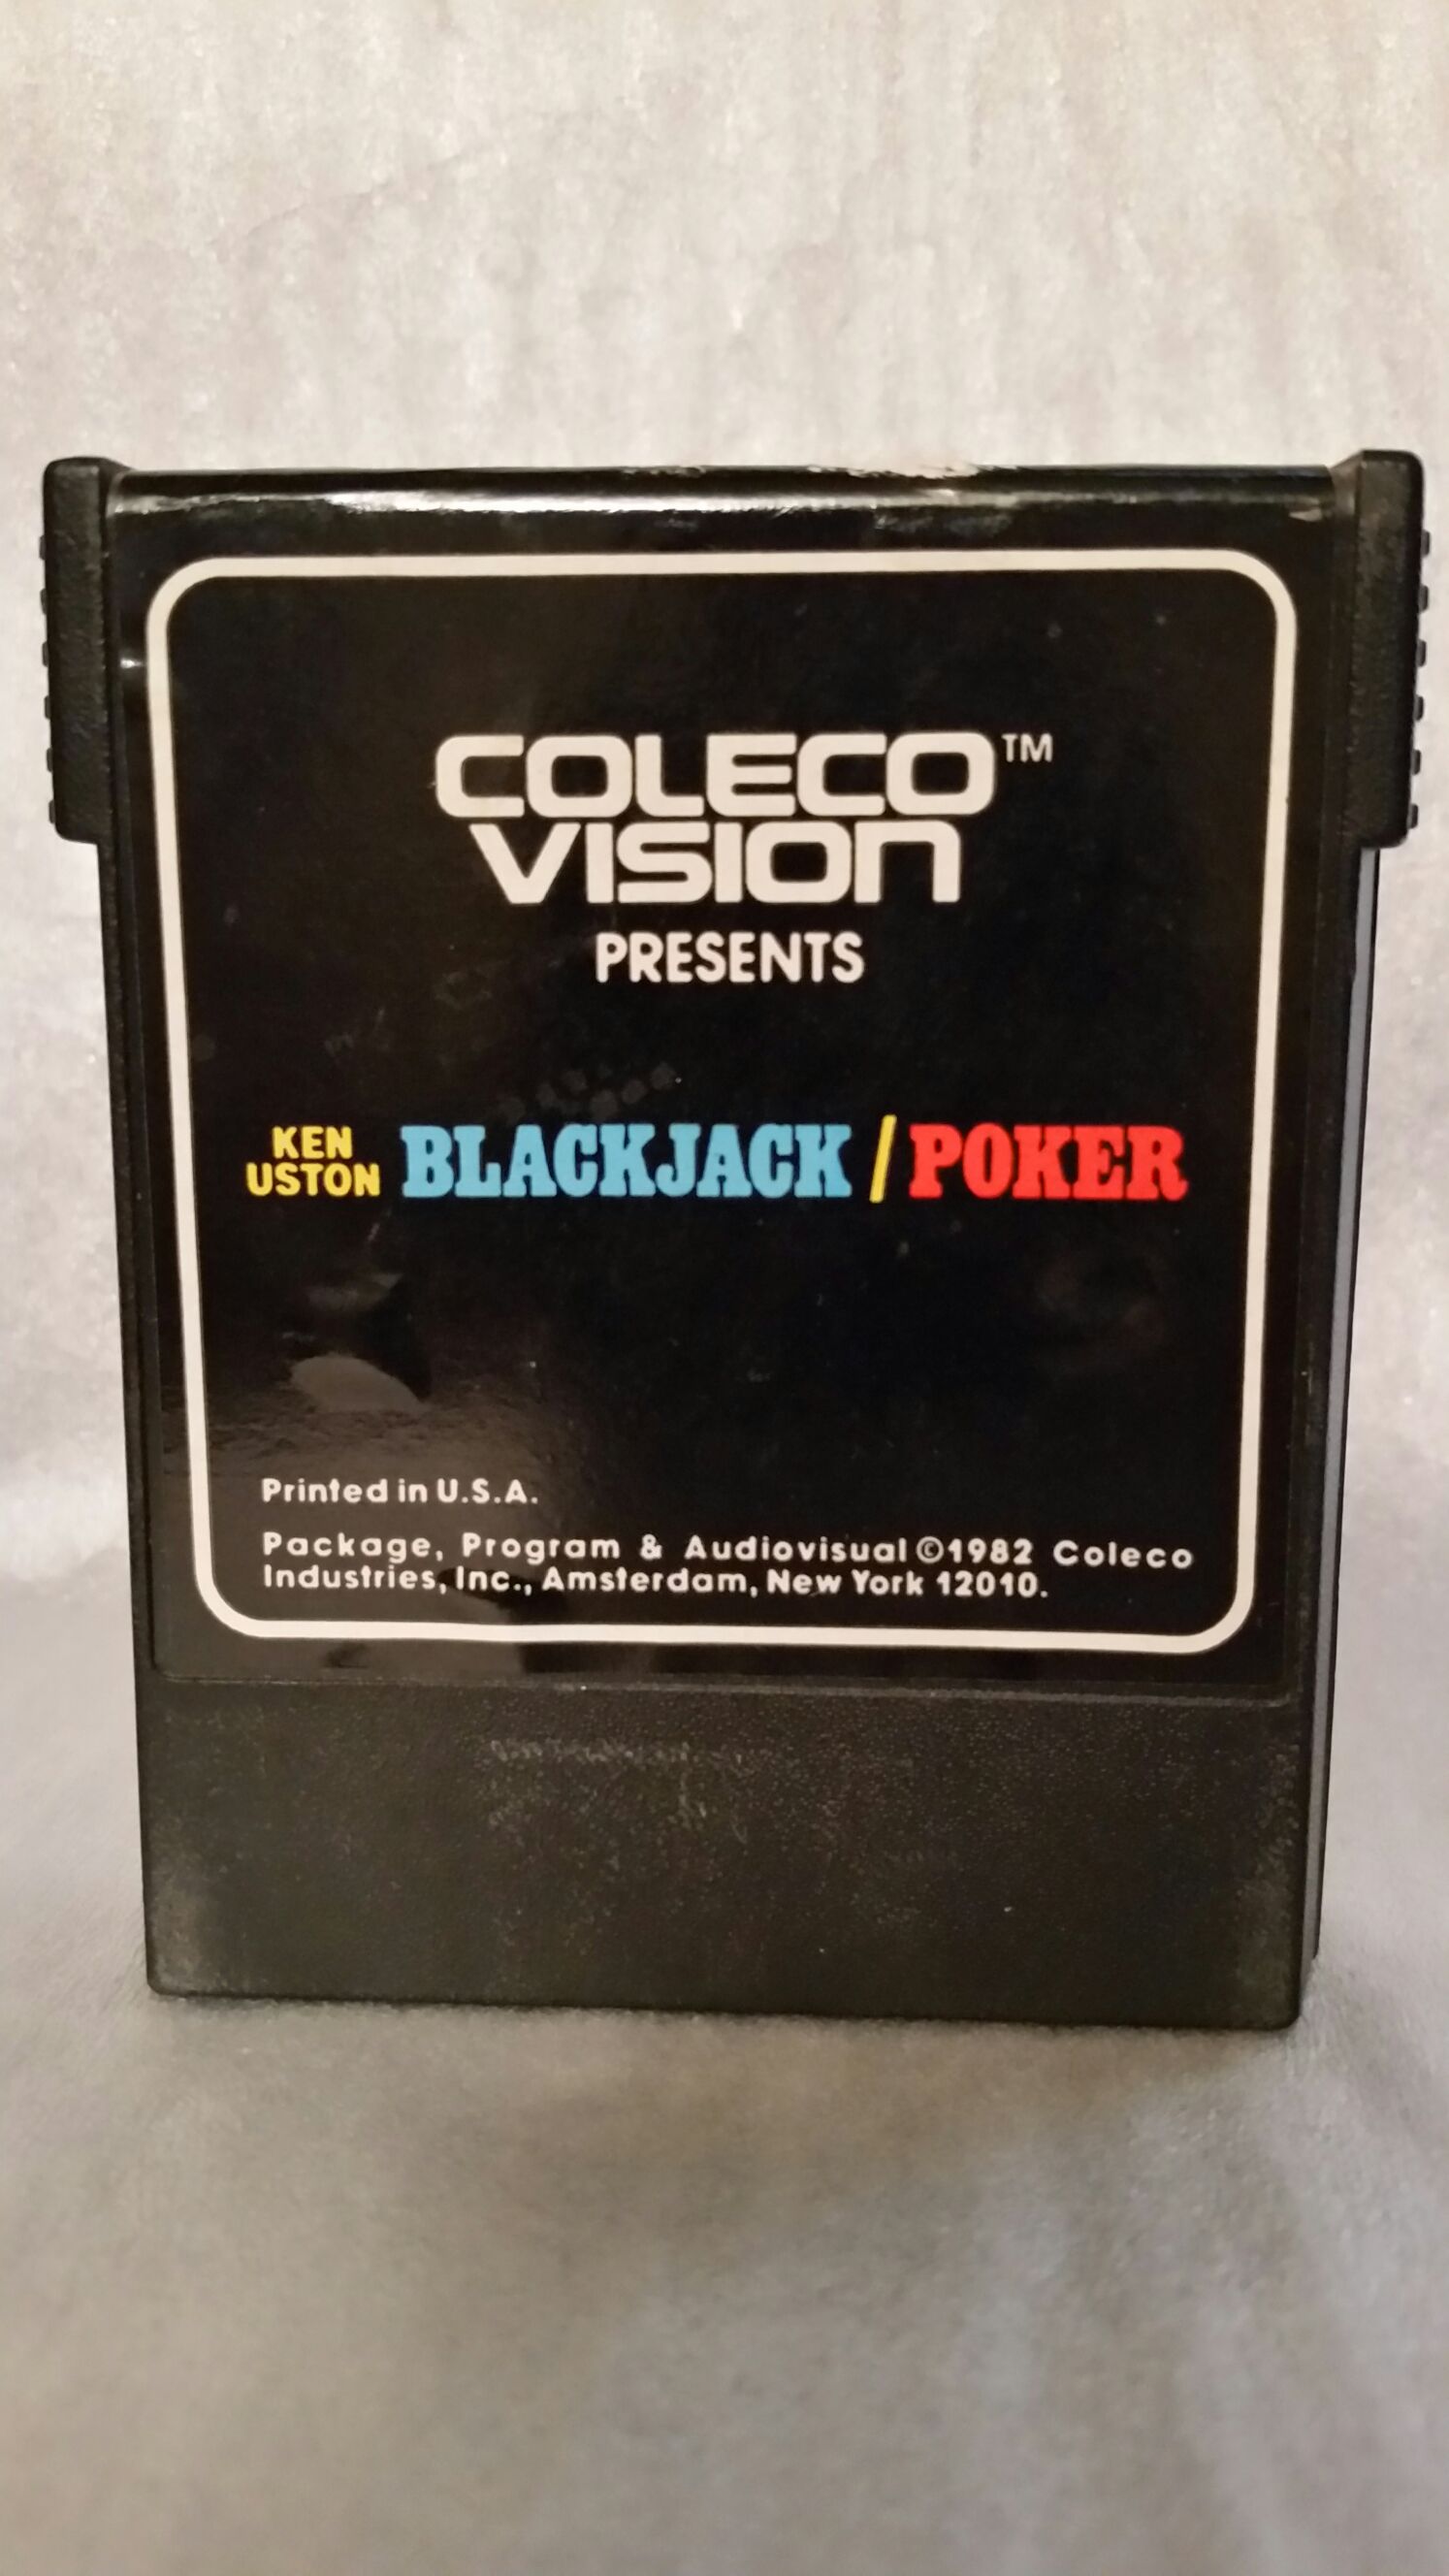 COLECO™
VISION
PRESENTS
KEN USTON BLACKJACK / POKER
Printed in U.S.A.
Package, Program & Audiovisual ©1982 Coleco
Industries, Inc., Amsterdam, New York 12010.